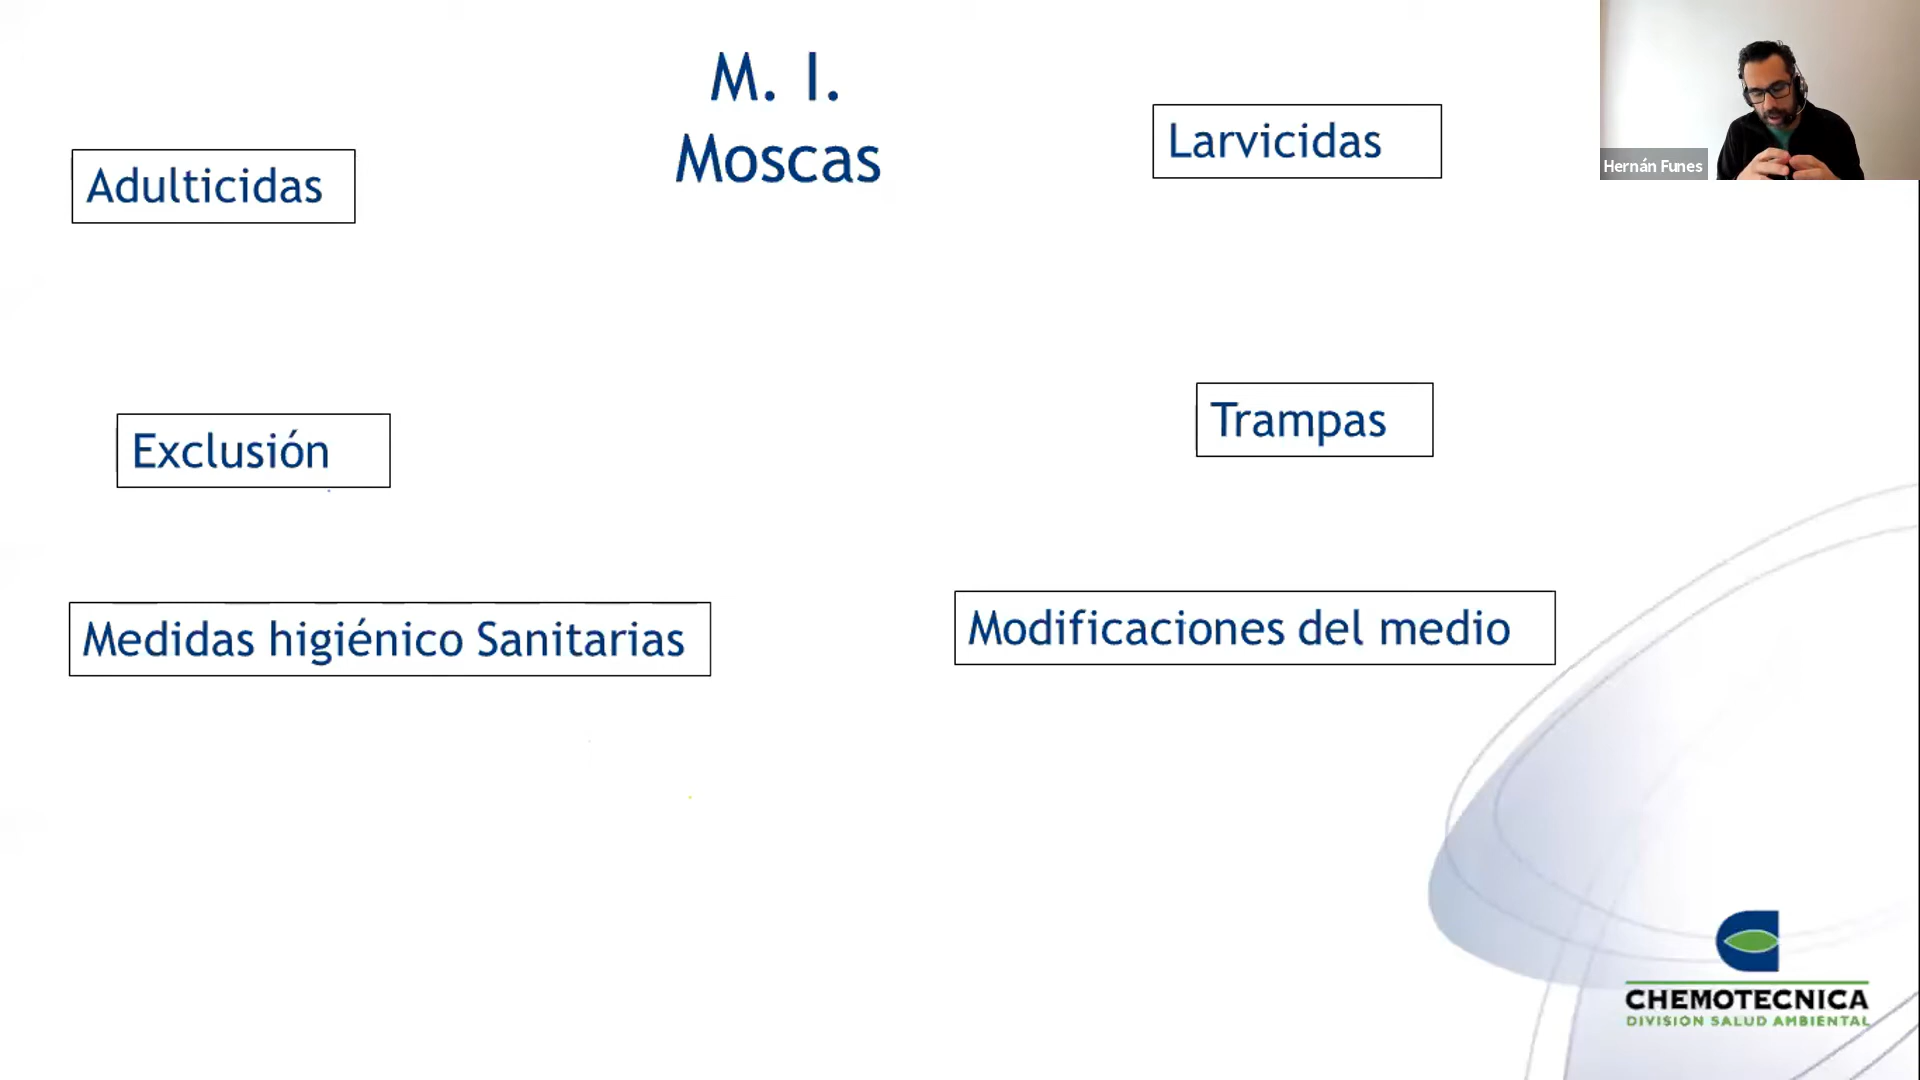 M. I.
Moscas
Adulticidas
Larvicidas
Hernán Funes
Exclusión
Trampas
Medidas higiénico Sanitarias
Modificaciones del medio
CHEMOTECNICA
DIVISION SALUD AMBIENTAL